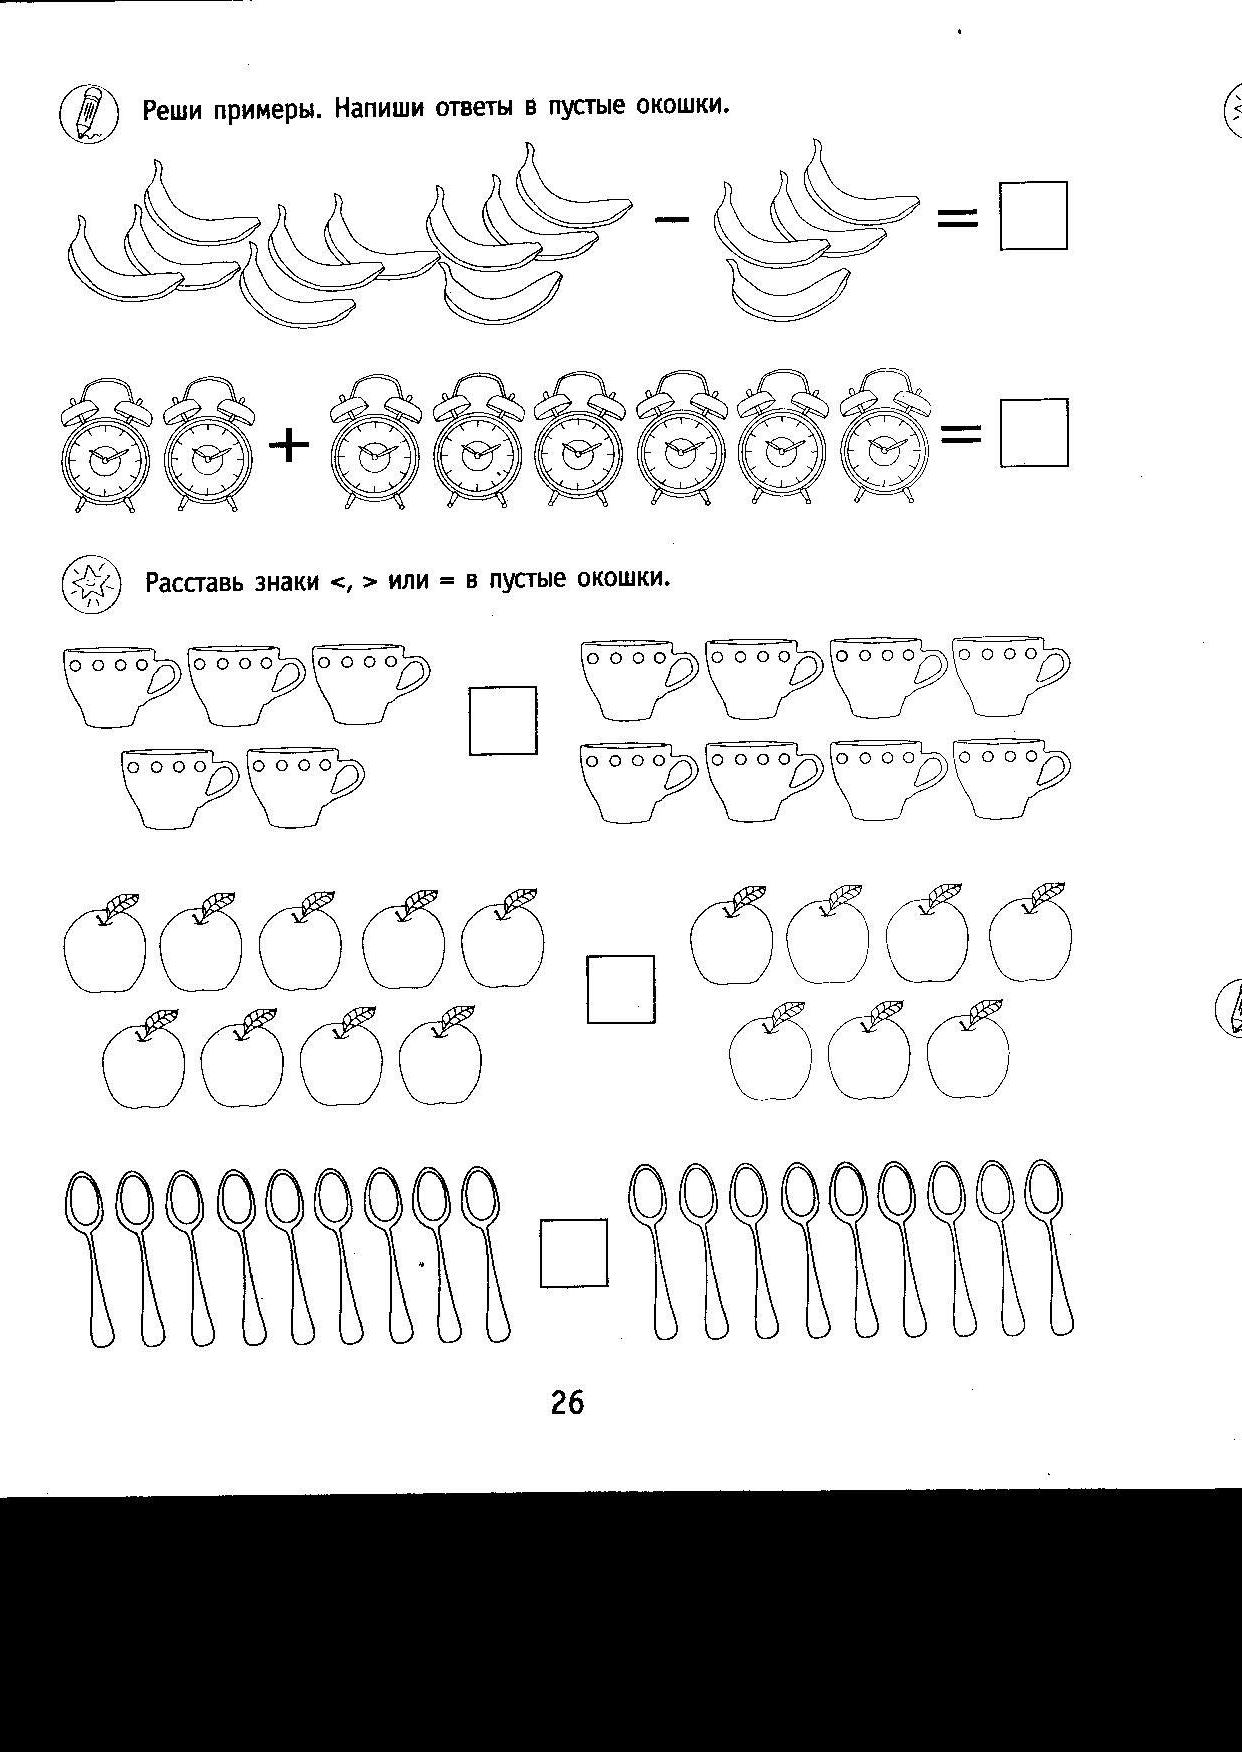 Реши примеры. Напиши ответы в пустые окошки.
− =
+ =
Расставь знаки <, > или = в пустые окошки.
26